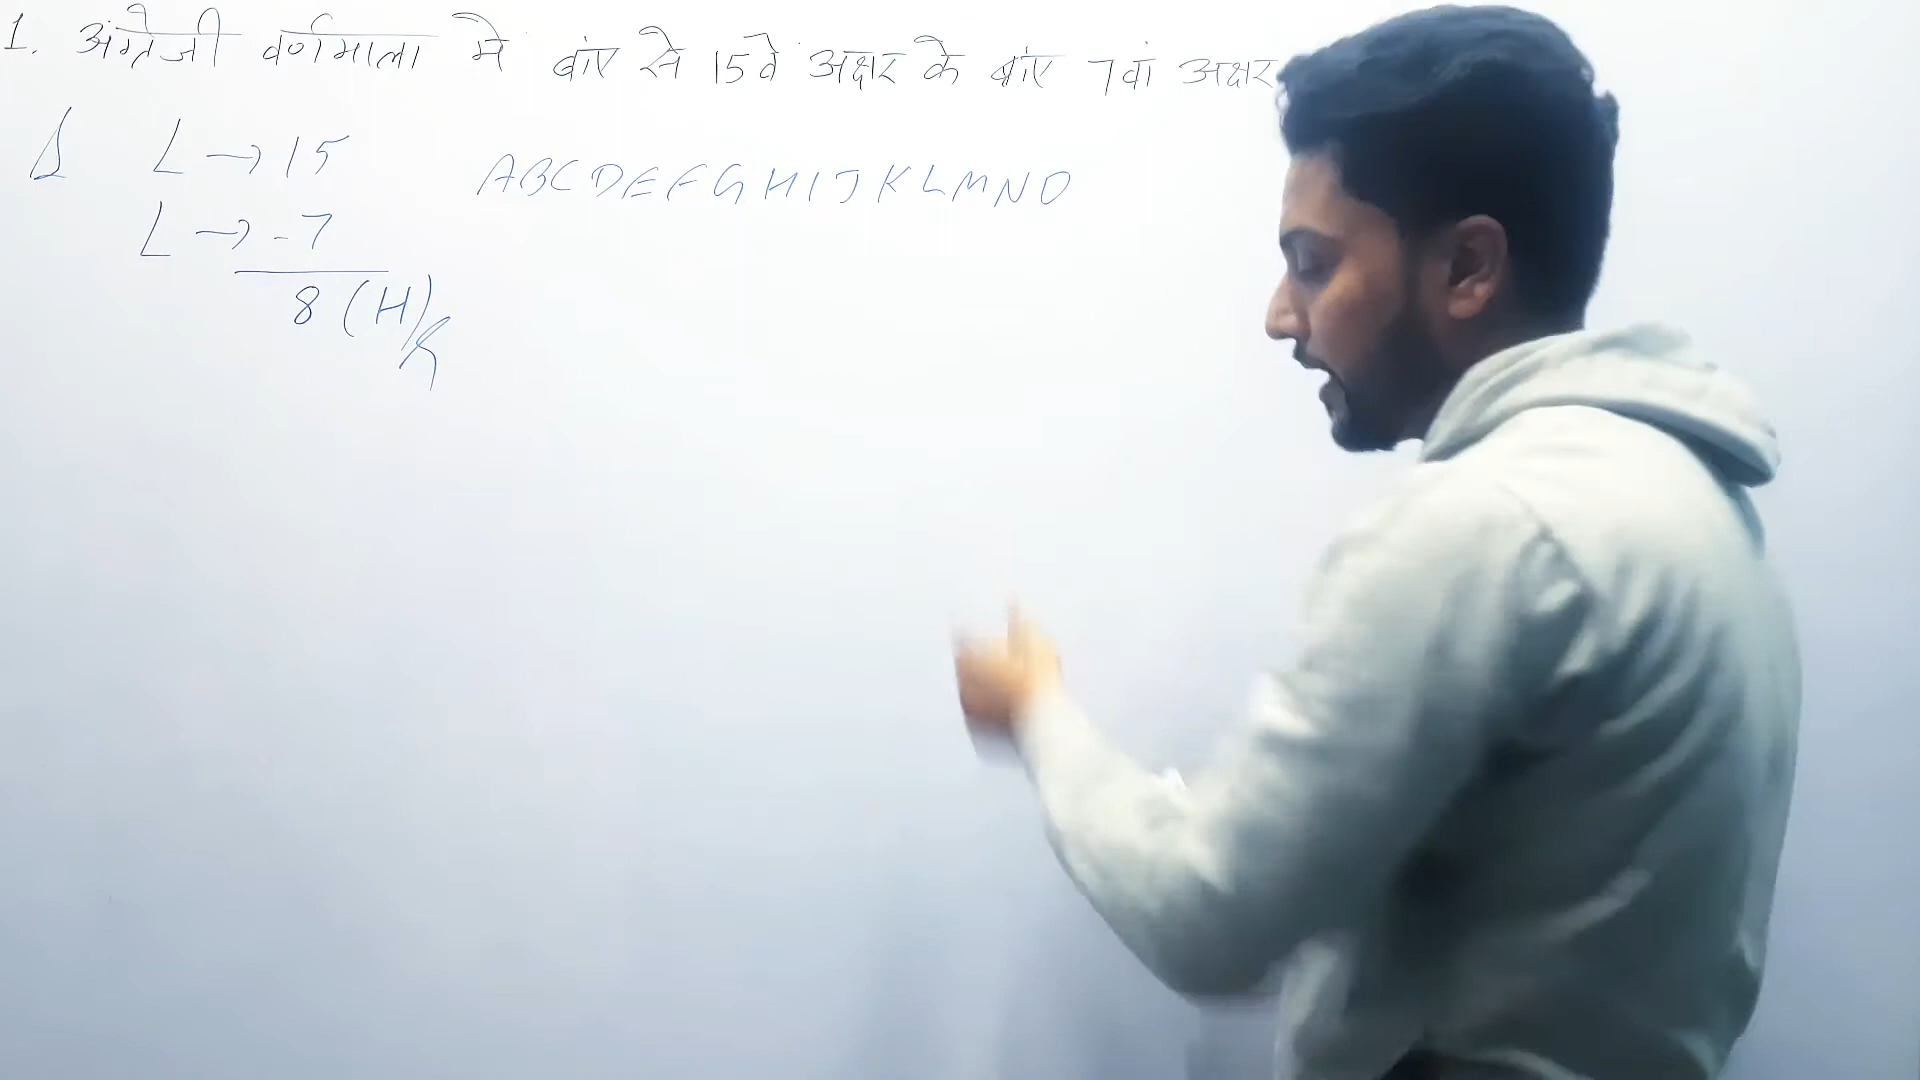 1. अंग्रेजी वर्णमाला मे बांए से 15वे अक्षर के बांए 7वां अक्षर
L → 15
ABCDEFGHIJKLMNO
L → -7
8 (H)